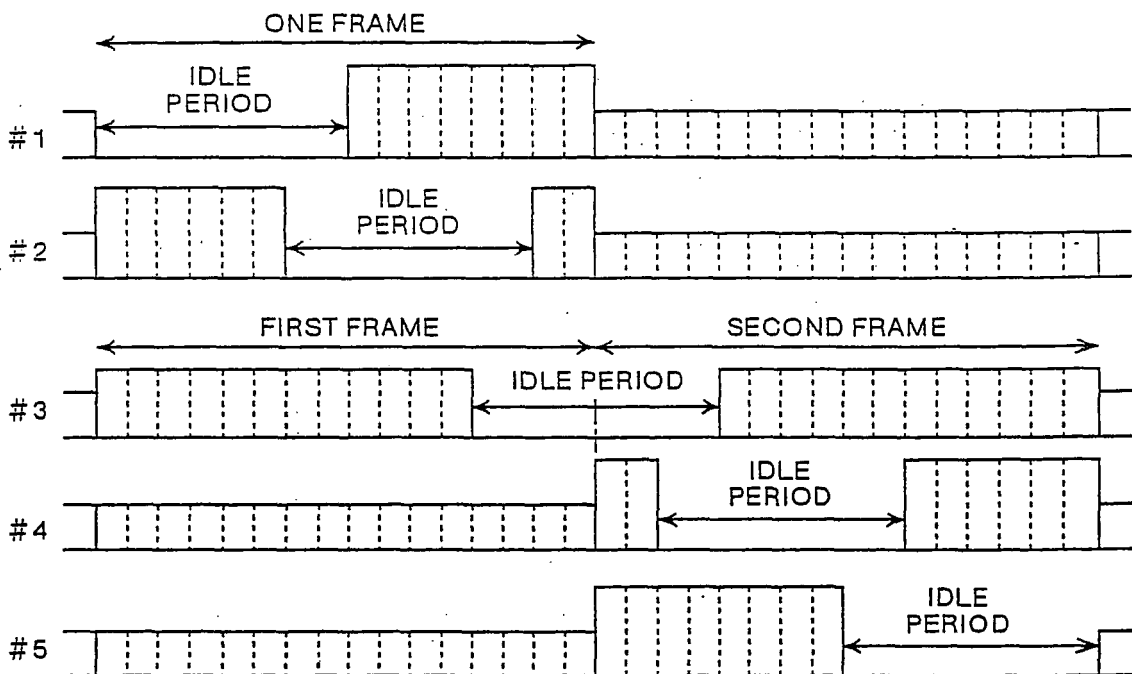 ONE FRAME
IDLE
PERIOD
#1
IDLE
PERIOD
#2
FIRST FRAME SECOND FRAME
IDLE PERIOD
#3
IDLE
PERIOD
#4
IDLE
PERIOD
#5